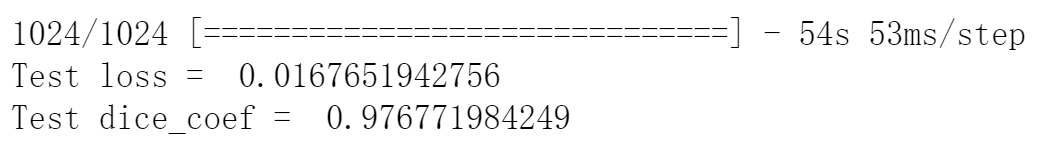 1024/1024 [==============================] - 54s 53ms/step
Test loss =  0.0167651942756
Test dice_coef =  0.976771984249